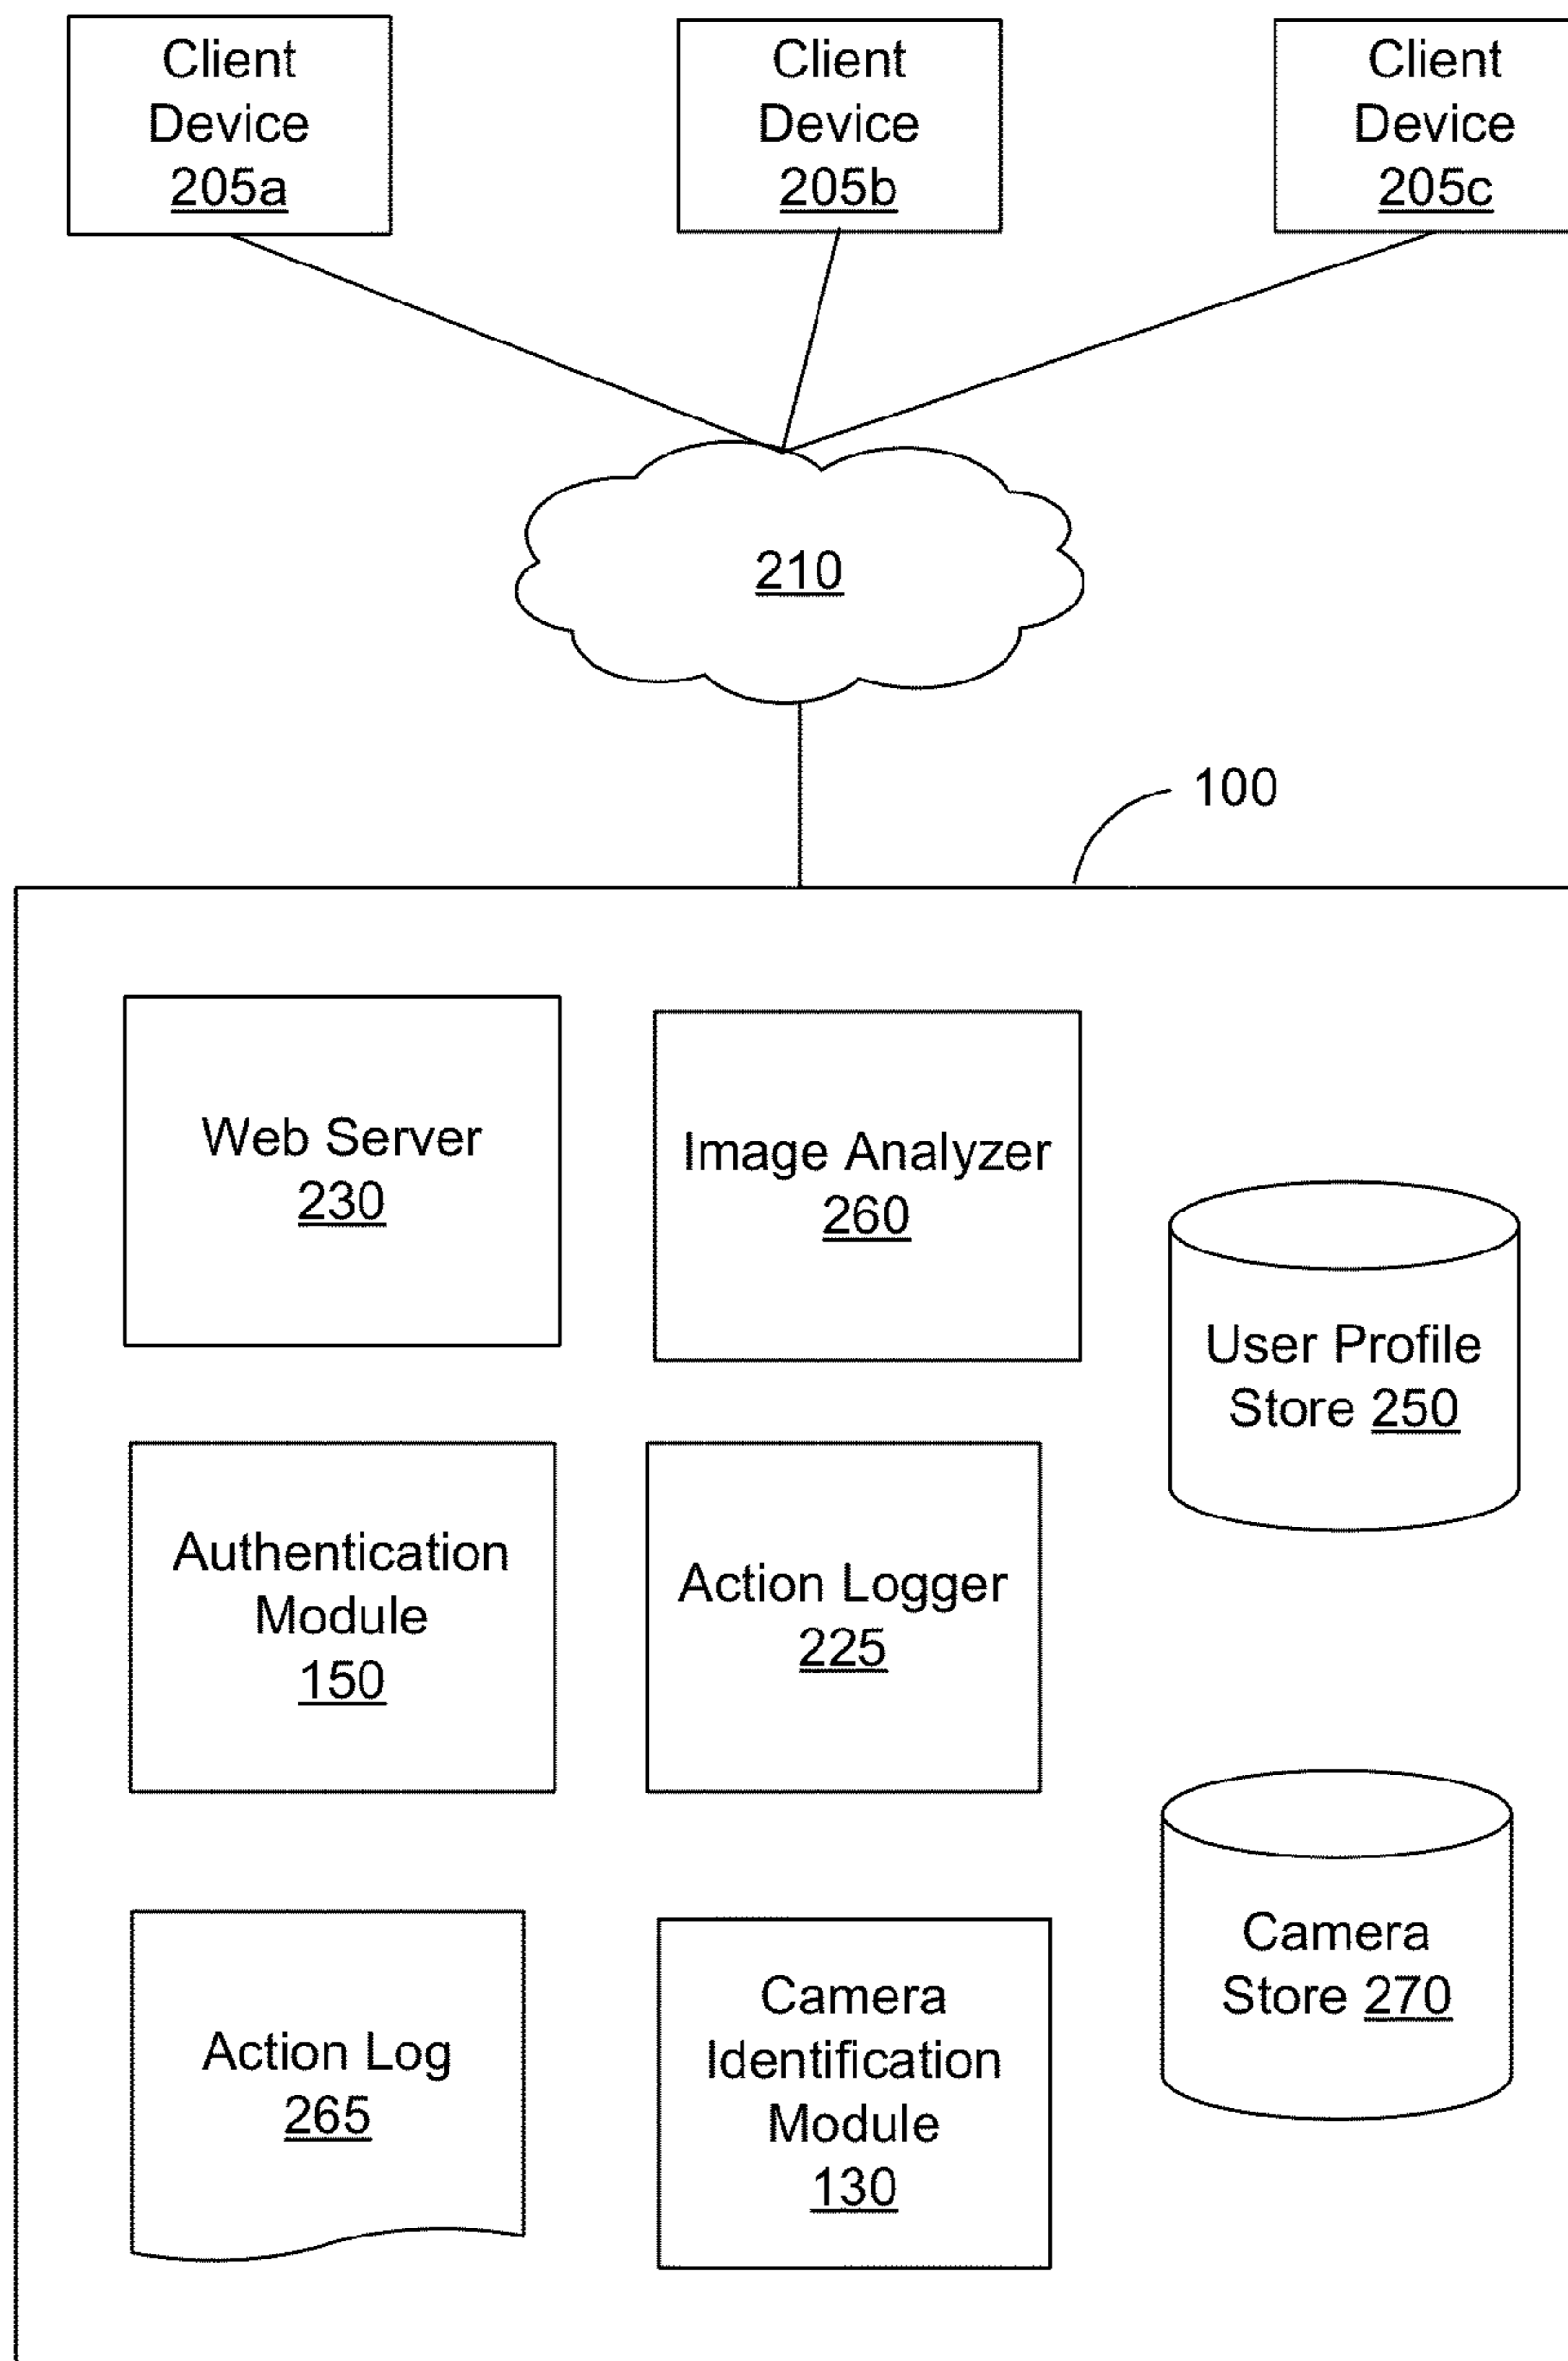 Client
Device
205a
Client
Device
205b
Client
Device
205c
210
100
Web Server
230
Image Analyzer
260
User Profile
Store 250
Authentication
Module
150
Action Logger
225
Action Log
265
Camera
Identification
Module
130
Camera
Store 270